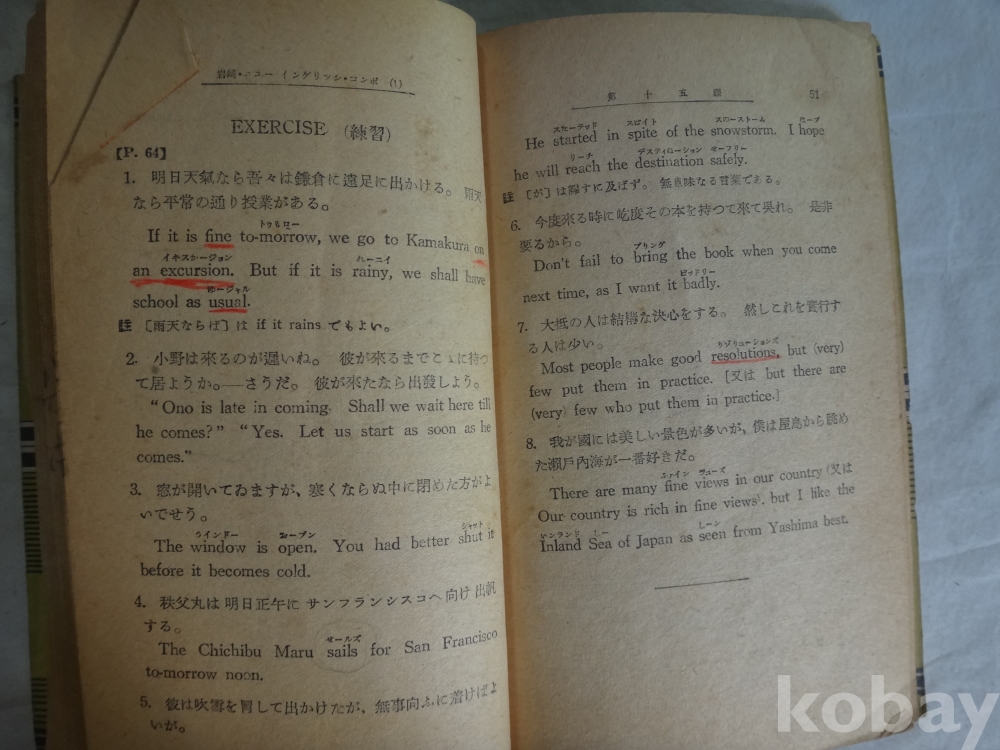 岩崎・ニュー イングリッシ・コンポ (1)
EXERCISE (練習)
【P. 64】
1. 明日天氣なら吾々は鎌倉に遠足に出かける。 雨天
なら平常の通り授業がある。
トゥモロー
If it is fine to-morrow, we go to Kamakura on
イキスカージョン レーニイ
an excursion. But if it is rainy, we shall have
ユージャル
school as usual.
註 〔雨天ならば〕は if it rains でもよい。
2. 小野は來るのが遲いね。 彼が來るまでこゝに待つ
て居ようか。――さうだ。 彼が來たなら出發しよう。
“Ono is late in coming. Shall we wait here till
he comes?” “Yes. Let us start as soon as he
comes.”
3. 窓が開いてゐますが、寒くならぬ中に閉めた方がよ
いでせう。
ウインドー オープン シャット
The window is open. You had better shut it
before it becomes cold.
4. 秩父丸は明日正午に サンフランシスコへ向け出帆
する。
セールズ
The Chichibu Maru sails for San Francisco
to-morrow noon.
5. 彼は吹雪を冐して出かけたが、無事向ふに着けばよ
いが。
第十五課 51
スターテッド スパイト スノーストーム ホープ
He started in spite of the snowstorm. I hope
リーチ デスティネーション セーフリー
he will reach the destination safely.
註 〔が〕は譯すに及ばず。 無意味なる言葉である。
6. 今度來る時に屹度その本を持つて來て呉れ。 是非
要るから。
ブリング
Don't fail to bring the book when you come
バッドリー
next time, as I want it badly.
7. 大抵の人は結構な決心をする。 然しこれを實行す
る人は少い。
リゾリューションズ
Most people make good resolutions, but (very)
few put them in practice. [又は but there are
(very) few who put them in practice.]
8. 我が國には美しい景色が多いが、僕は屋島から眺め
た瀬戸内海が一番好きだ。
ファイン ヴューズ
There are many fine views in our country (又は
Our country is rich in fine views), but I like the
インランド シー シーン
Inland Sea of Japan as seen from Yashima best.
kobay